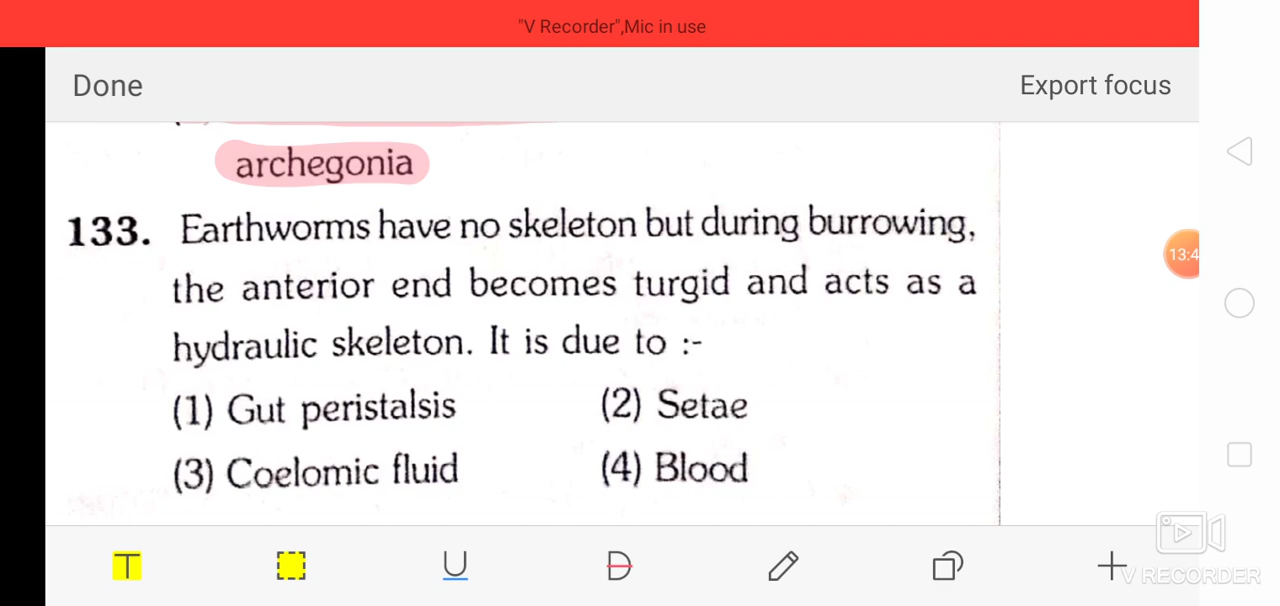 "V Recorder",Mic in use
Done
Export focus
archegonia
133. Earthworms have no skeleton but during burrowing,
the anterior end becomes turgid and acts as a
hydraulic skeleton. It is due to :-
(1) Gut peristalsis (2) Setae
(3) Coelomic fluid (4) Blood
13:4
T U D
V RECORDER